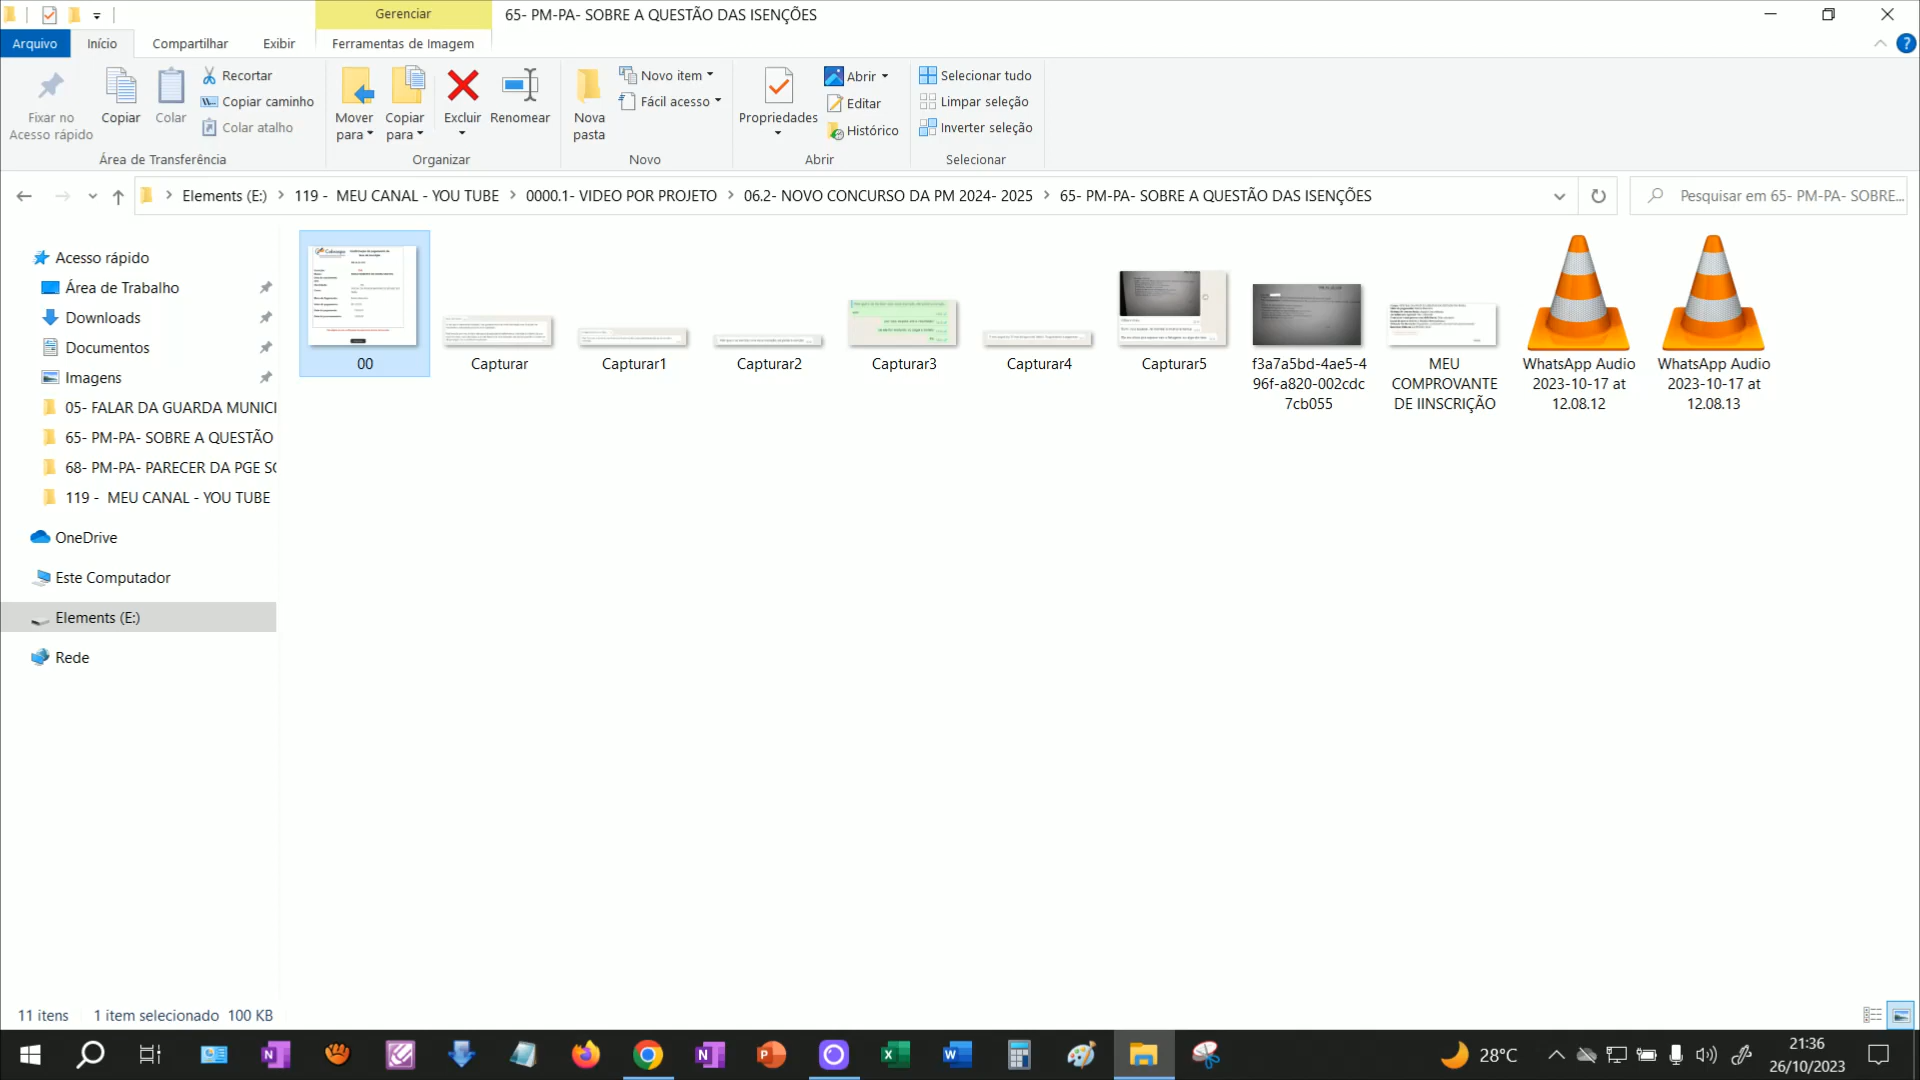 Gerenciar
65- PM-PA- SOBRE A QUESTÃO DAS ISENÇÕES
Arquivo
Início
Compartilhar
Exibir
Ferramentas de Imagem
Fixar no
Acesso rápido
Copiar
Colar
Recortar
Copiar caminho
Colar atalho
Área de Transferência
Mover
para
Copiar
para
Excluir
Renomear
Organizar
Nova
pasta
Novo item
Fácil acesso
Novo
Propriedades
Abrir
Editar
Histórico
Abrir
Selecionar tudo
Limpar seleção
Inverter seleção
Selecionar
Elements (E:)
119 - MEU CANAL - YOU TUBE
0000.1- VIDEO POR PROJETO
06.2- NOVO CONCURSO DA PM 2024- 2025
65- PM-PA- SOBRE A QUESTÃO DAS ISENÇÕES
Pesquisar em 65- PM-PA- SOBRE...
Acesso rápido
Área de Trabalho
Downloads
Documentos
Imagens
05- FALAR DA GUARDA MUNICI
65- PM-PA- SOBRE A QUESTÃO
68- PM-PA- PARECER DA PGE SO
119 - MEU CANAL - YOU TUBE
OneDrive
Este Computador
Elements (E:)
Rede
00
Capturar
Capturar1
Capturar2
Capturar3
Capturar4
Capturar5
f3a7a5bd-4ae5-4
96f-a820-002cdc
7cb055
MEU
COMPROVANTE
DE IINSCRIÇÃO
WhatsApp Audio
2023-10-17 at
12.08.12
WhatsApp Audio
2023-10-17 at
12.08.13
11 itens
1 item selecionado 100 KB
28°C
21:36
26/10/2023